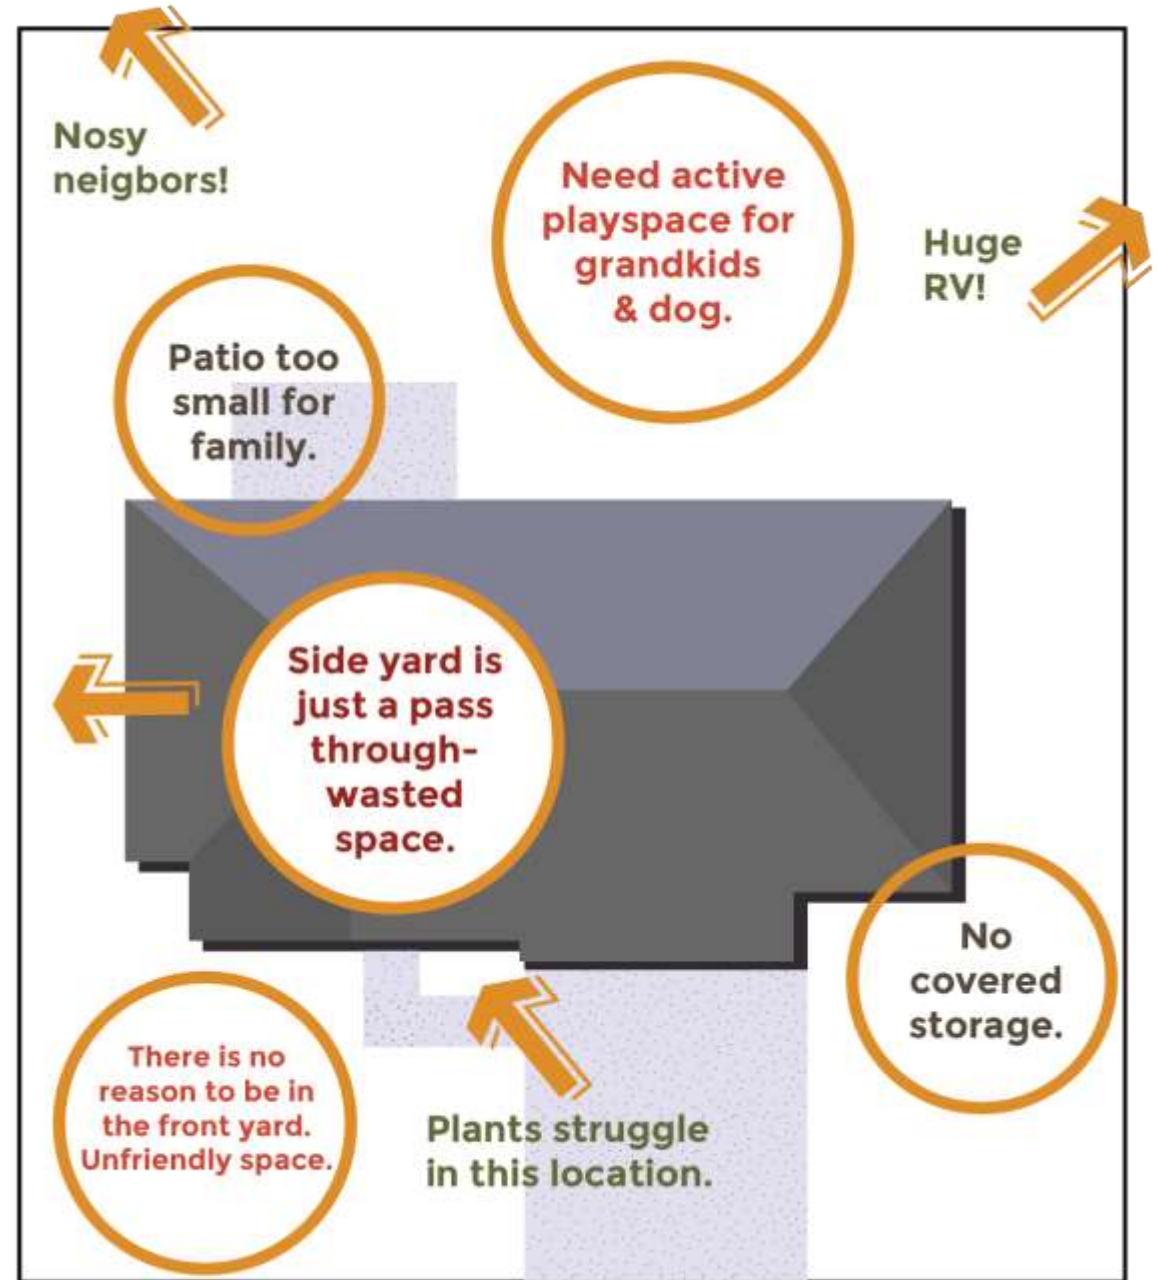 Nosy
neigbors!
Need active
playspace for
grandkids
& dog.
Huge
RV!
Patio too
small for
family.
Side yard is
just a pass
through-
wasted
space.
No
covered
storage.
There is no
reason to be in
the front yard.
Unfriendly space.
Plants struggle
in this location.